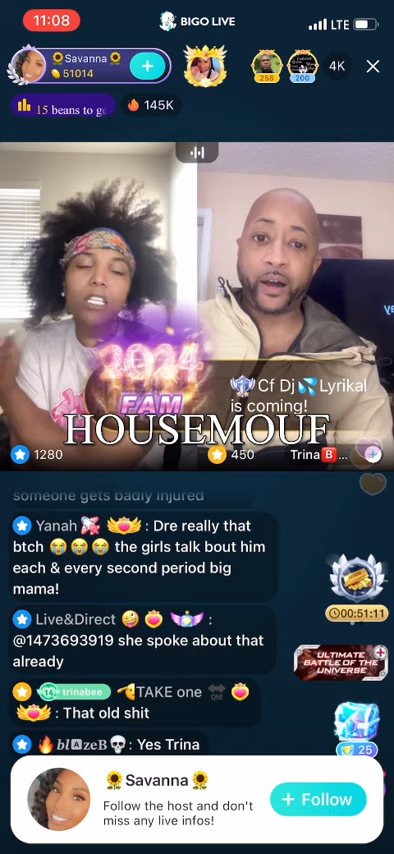 11:08
BIGO LIVE
LTE
🌻Savanna🌻
51014
258
200
4K
15 beans to g
145K
2024
FAM
Cf Dj💦Lyrikal
is coming!
HOUSEMOUF
1280
450
Trina🅱️...
someone gets badly injured
Yanah : Dre really that
btch 😭😭😭 the girls talk bout him
each & every second period big
mama!
Live&Direct 🤪 :
@1473693919 she spoke about that
already
trinabee TAKE one 🔛
: That old shit
🔥bl🅰zeB💀: Yes Trina
00:51:11
ULTIMATE
BATTLE OF THE
UNIVERSE
25
🌻Savanna🌻
Follow the host and don't
miss any live infos!
+ Follow